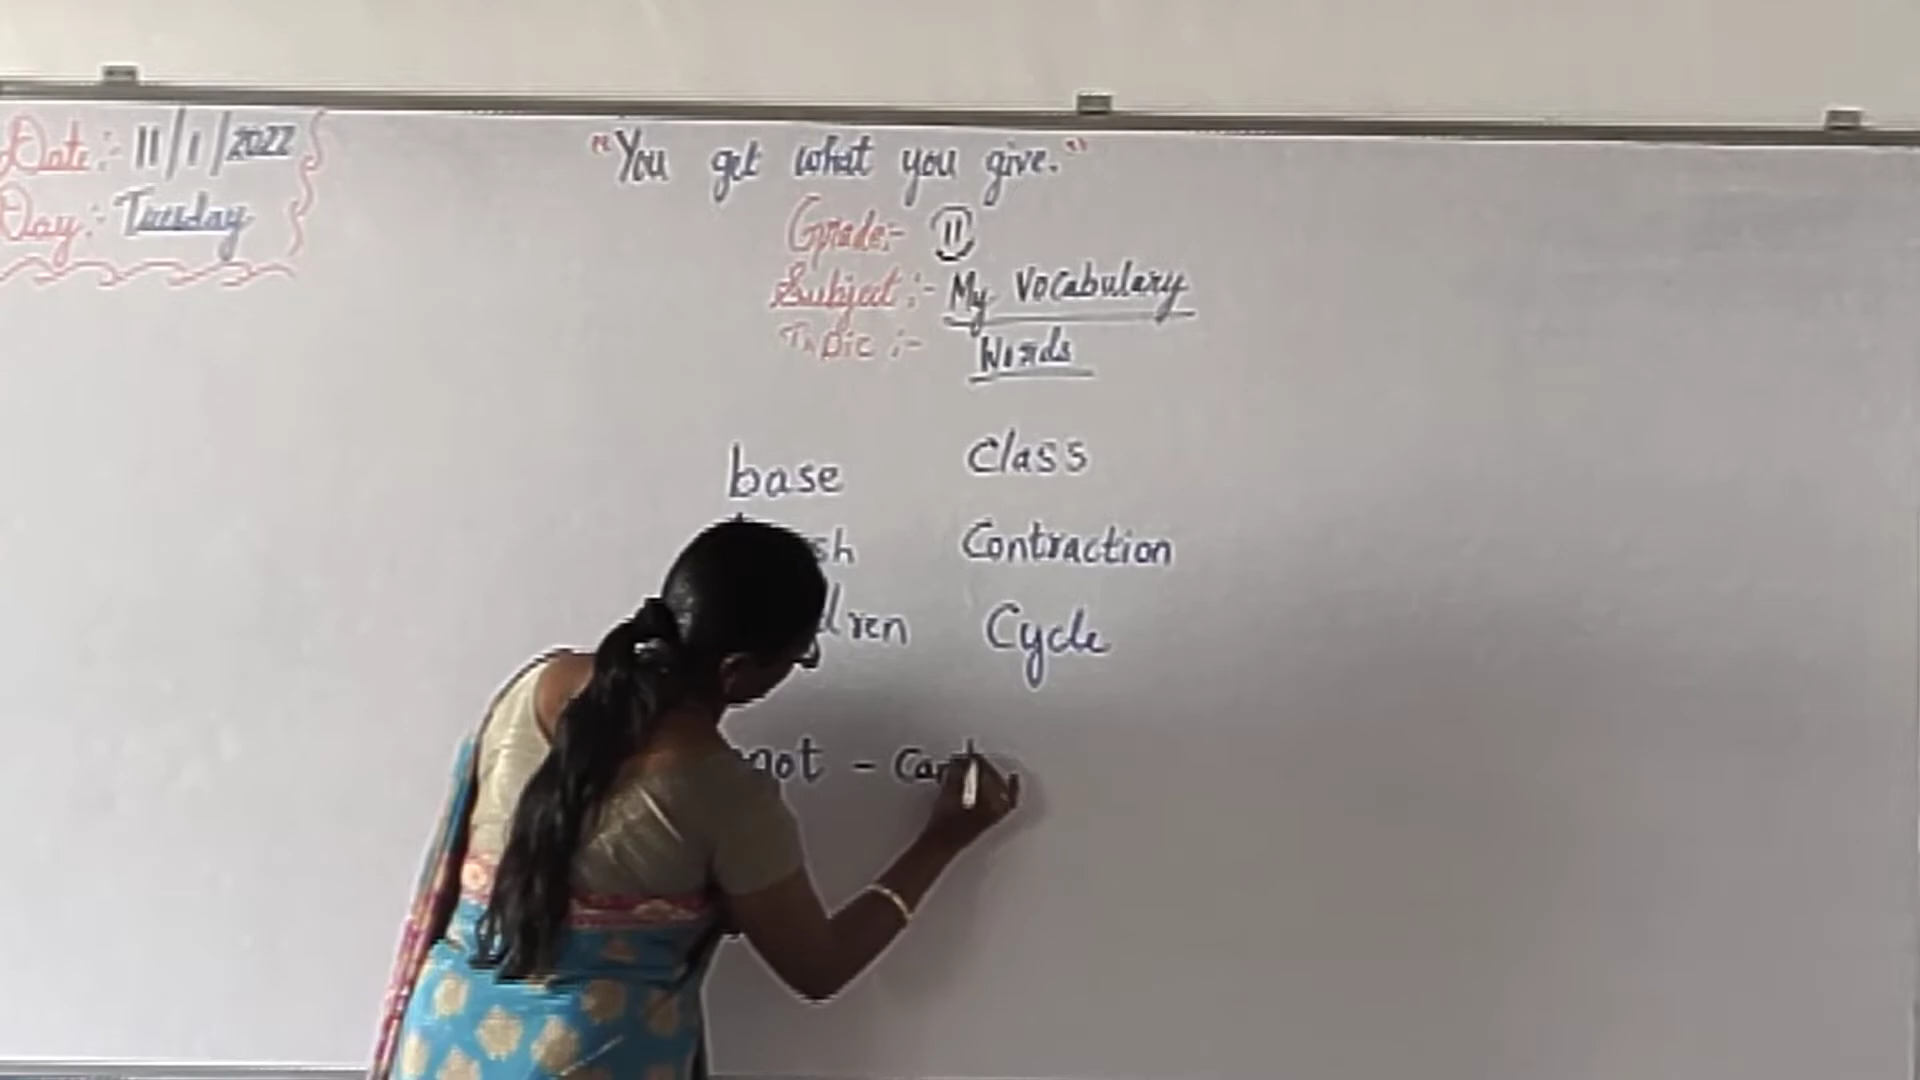 Date:- 11/1/2022
Day:- Tuesday
"You get what you give."
Grade:- II
Subject:- My Vocabulary
Topic:- Words
base Class
Contraction
Cycle